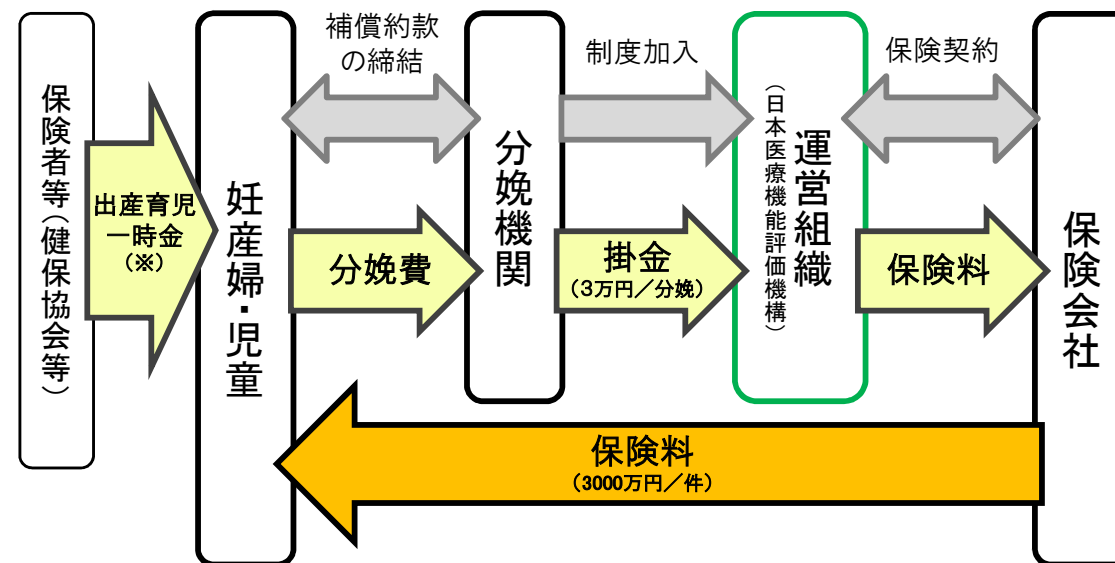 保険者等(健保協会等)
出産育児
一時金
(※)
妊産婦・児童
補償約款
の締結
分娩費
分娩機関
制度加入
掛金
(3万円/分娩)
運営組織
(日本医療機能評価機構)
保険契約
保険料
保険会社
保険料
(3000万円/件)